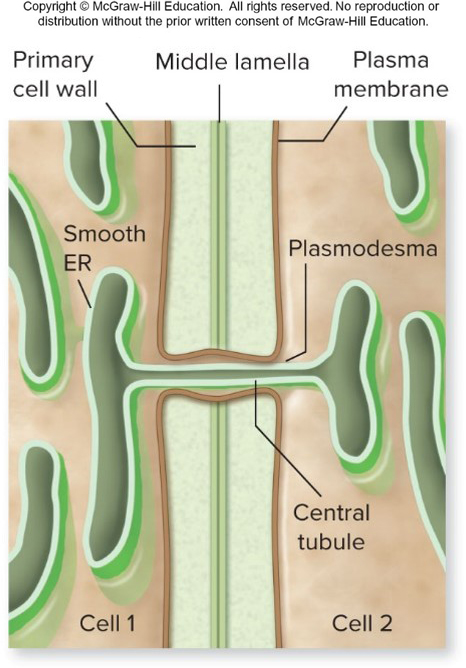 Copyright © McGraw-Hill Education. All rights reserved. No reproduction or
distribution without the prior written consent of McGraw-Hill Education.
Primary
cell wall
Middle lamella
Plasma
membrane
Smooth
ER
Plasmodesma
Central
tubule
Cell 1
Cell 2